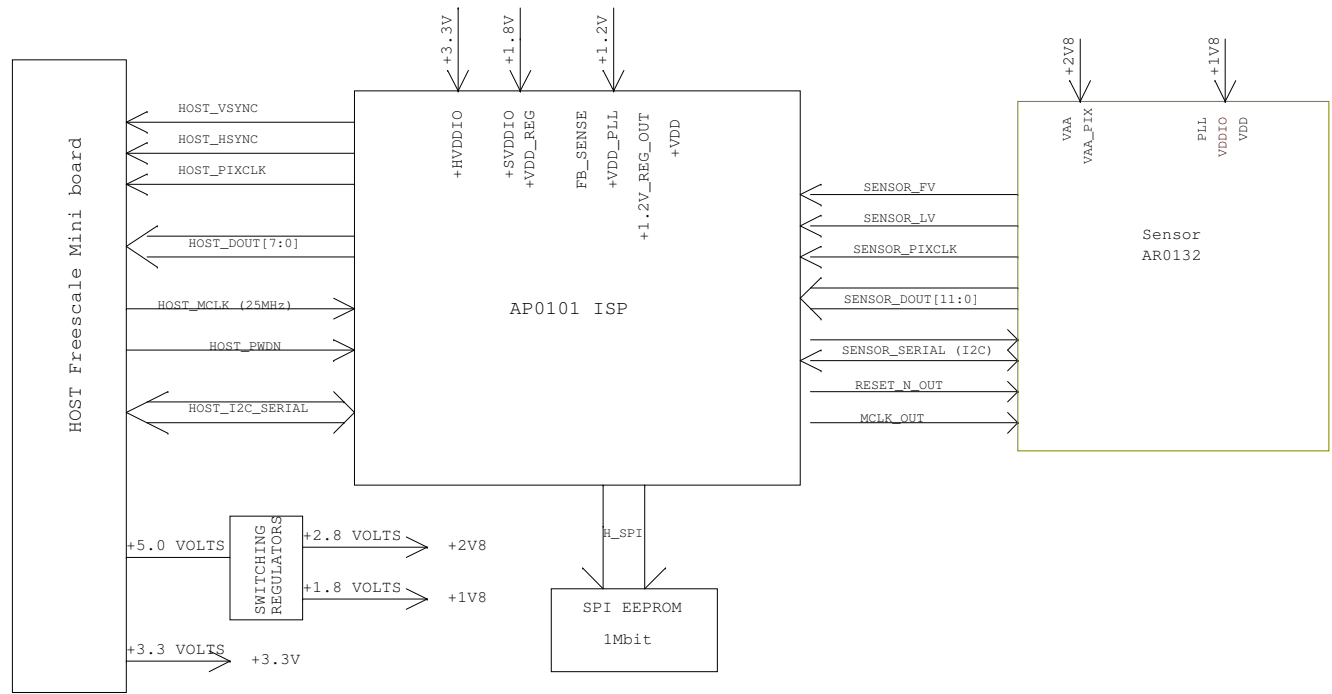 HOST Freescale Mini board
HOST_VSYNC
HOST_HSYNC
HOST_PIXCLK
HOST_DOUT[7:0]
HOST_MCLK (25MHz)
HOST_PWDN
HOST_I2C_SERIAL
+3.3V
+1.8V
+1.2V
+HVDDIO
+SVDDIO
+VDD_REG
FB_SENSE
+VDD_PLL
+1.2V_REG_OUT
+VDD
AP0101 ISP
SENSOR_FV
SENSOR_LV
SENSOR_PIXCLK
SENSOR_DOUT[11:0]
SENSOR_SERIAL (I2C)
RESET_N_OUT
MCLK_OUT
+2V8
+1V8
VAA
VAA_PIX
PLL
VDDIO
VDD
Sensor
AR0132
+5.0 VOLTS
SWITCHING
REGULATORS
+2.8 VOLTS
+2V8
+1.8 VOLTS
+1V8
+3.3 VOLTS
+3.3V
H_SPI
SPI EEPROM
1Mbit